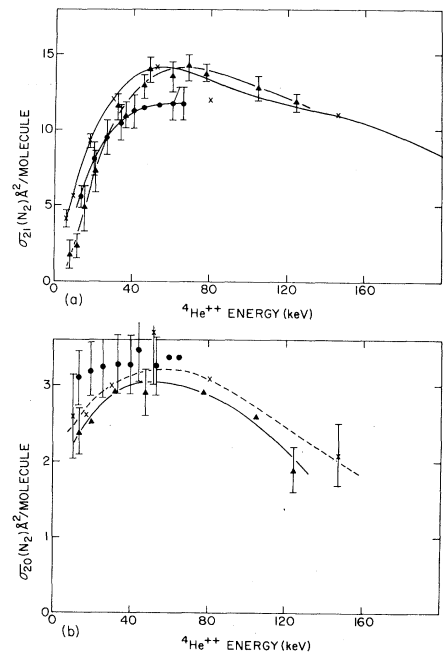 15
10
5
0
σ̅21(N2)Å²/MOLECULE
0 40 80 120 160
(a)
⁴He⁺⁺ ENERGY (keV)
3
2
1
0
σ20(N2)Å²/MOLECULE
0 40 80 120 160
(b)
⁴He⁺⁺ ENERGY (keV)